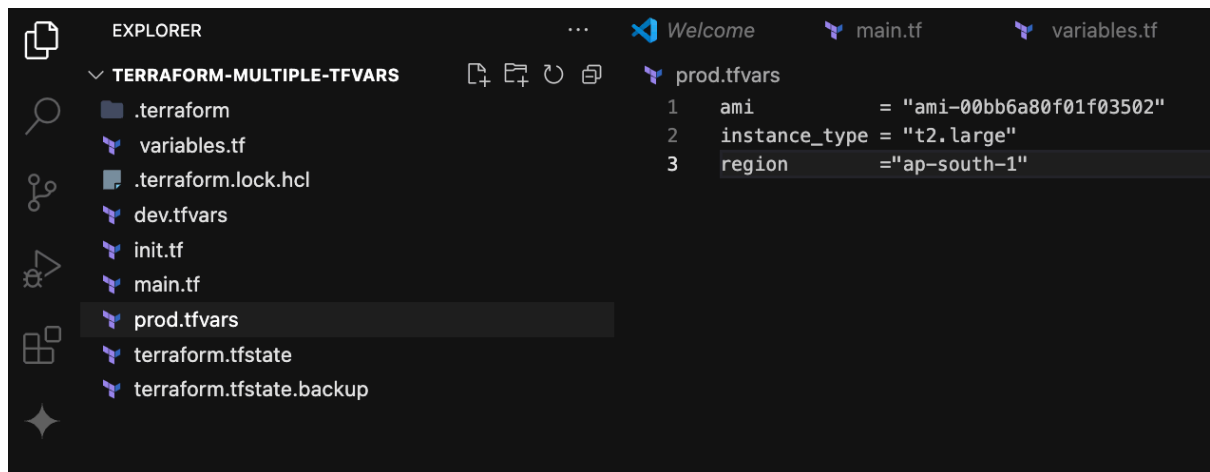 EXPLORER
...
TERRAFORM-MULTIPLE-TFVARS
.terraform
variables.tf
.terraform.lock.hcl
dev.tfvars
init.tf
main.tf
prod.tfvars
terraform.tfstate
terraform.tfstate.backup
Welcome main.tf variables.tf
prod.tfvars
1 ami = "ami-00bb6a80f01f03502"
2 instance_type = "t2.large"
3 region ="ap-south-1"